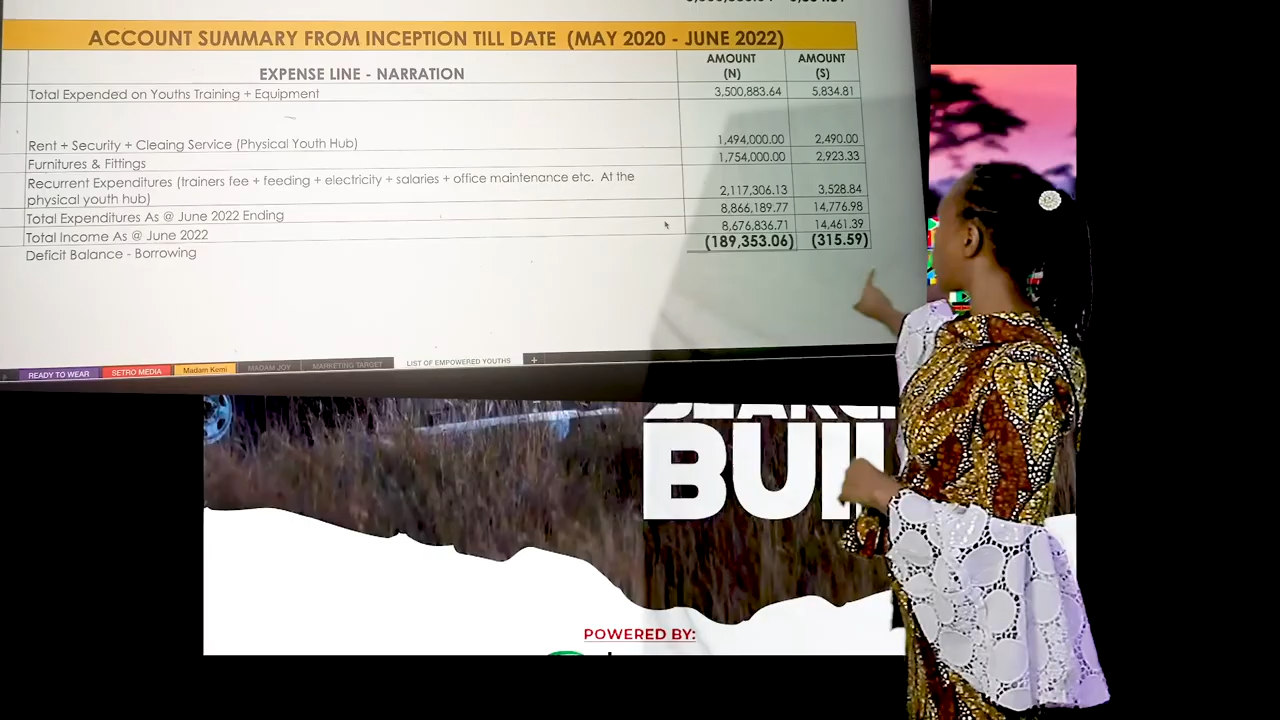 ACCOUNT SUMMARY FROM INCEPTION TILL DATE (MAY 2020 - JUNE 2022)
EXPENSE LINE - NARRATION AMOUNT (N) AMOUNT (S)
Total Expended on Youths Training + Equipment 3,500,883.64 5,834.81
Rent + Security + Cleaing Service (Physical Youth Hub) 1,494,000.00 2,490.00
Furnitures & Fittings 1,754,000.00 2,923.33
Recurrent Expenditures (trainers fee + feeding + electricity + salaries + office maintenance etc. At the
physical youth hub) 2,117,306.13 3,528.84
Total Expenditures As @ June 2022 Ending 8,866,189.77 14,776.98
Total Income As @ June 2022 8,676,836.71 14,461.39
Deficit Balance - Borrowing (189,353.06) (315.59)
READY TO WEAR SETRO MEDIA Madam Kemi MADAM JOY MARKETING TARGET LIST OF EMPOWERED YOUTHS +
POWERED BY: